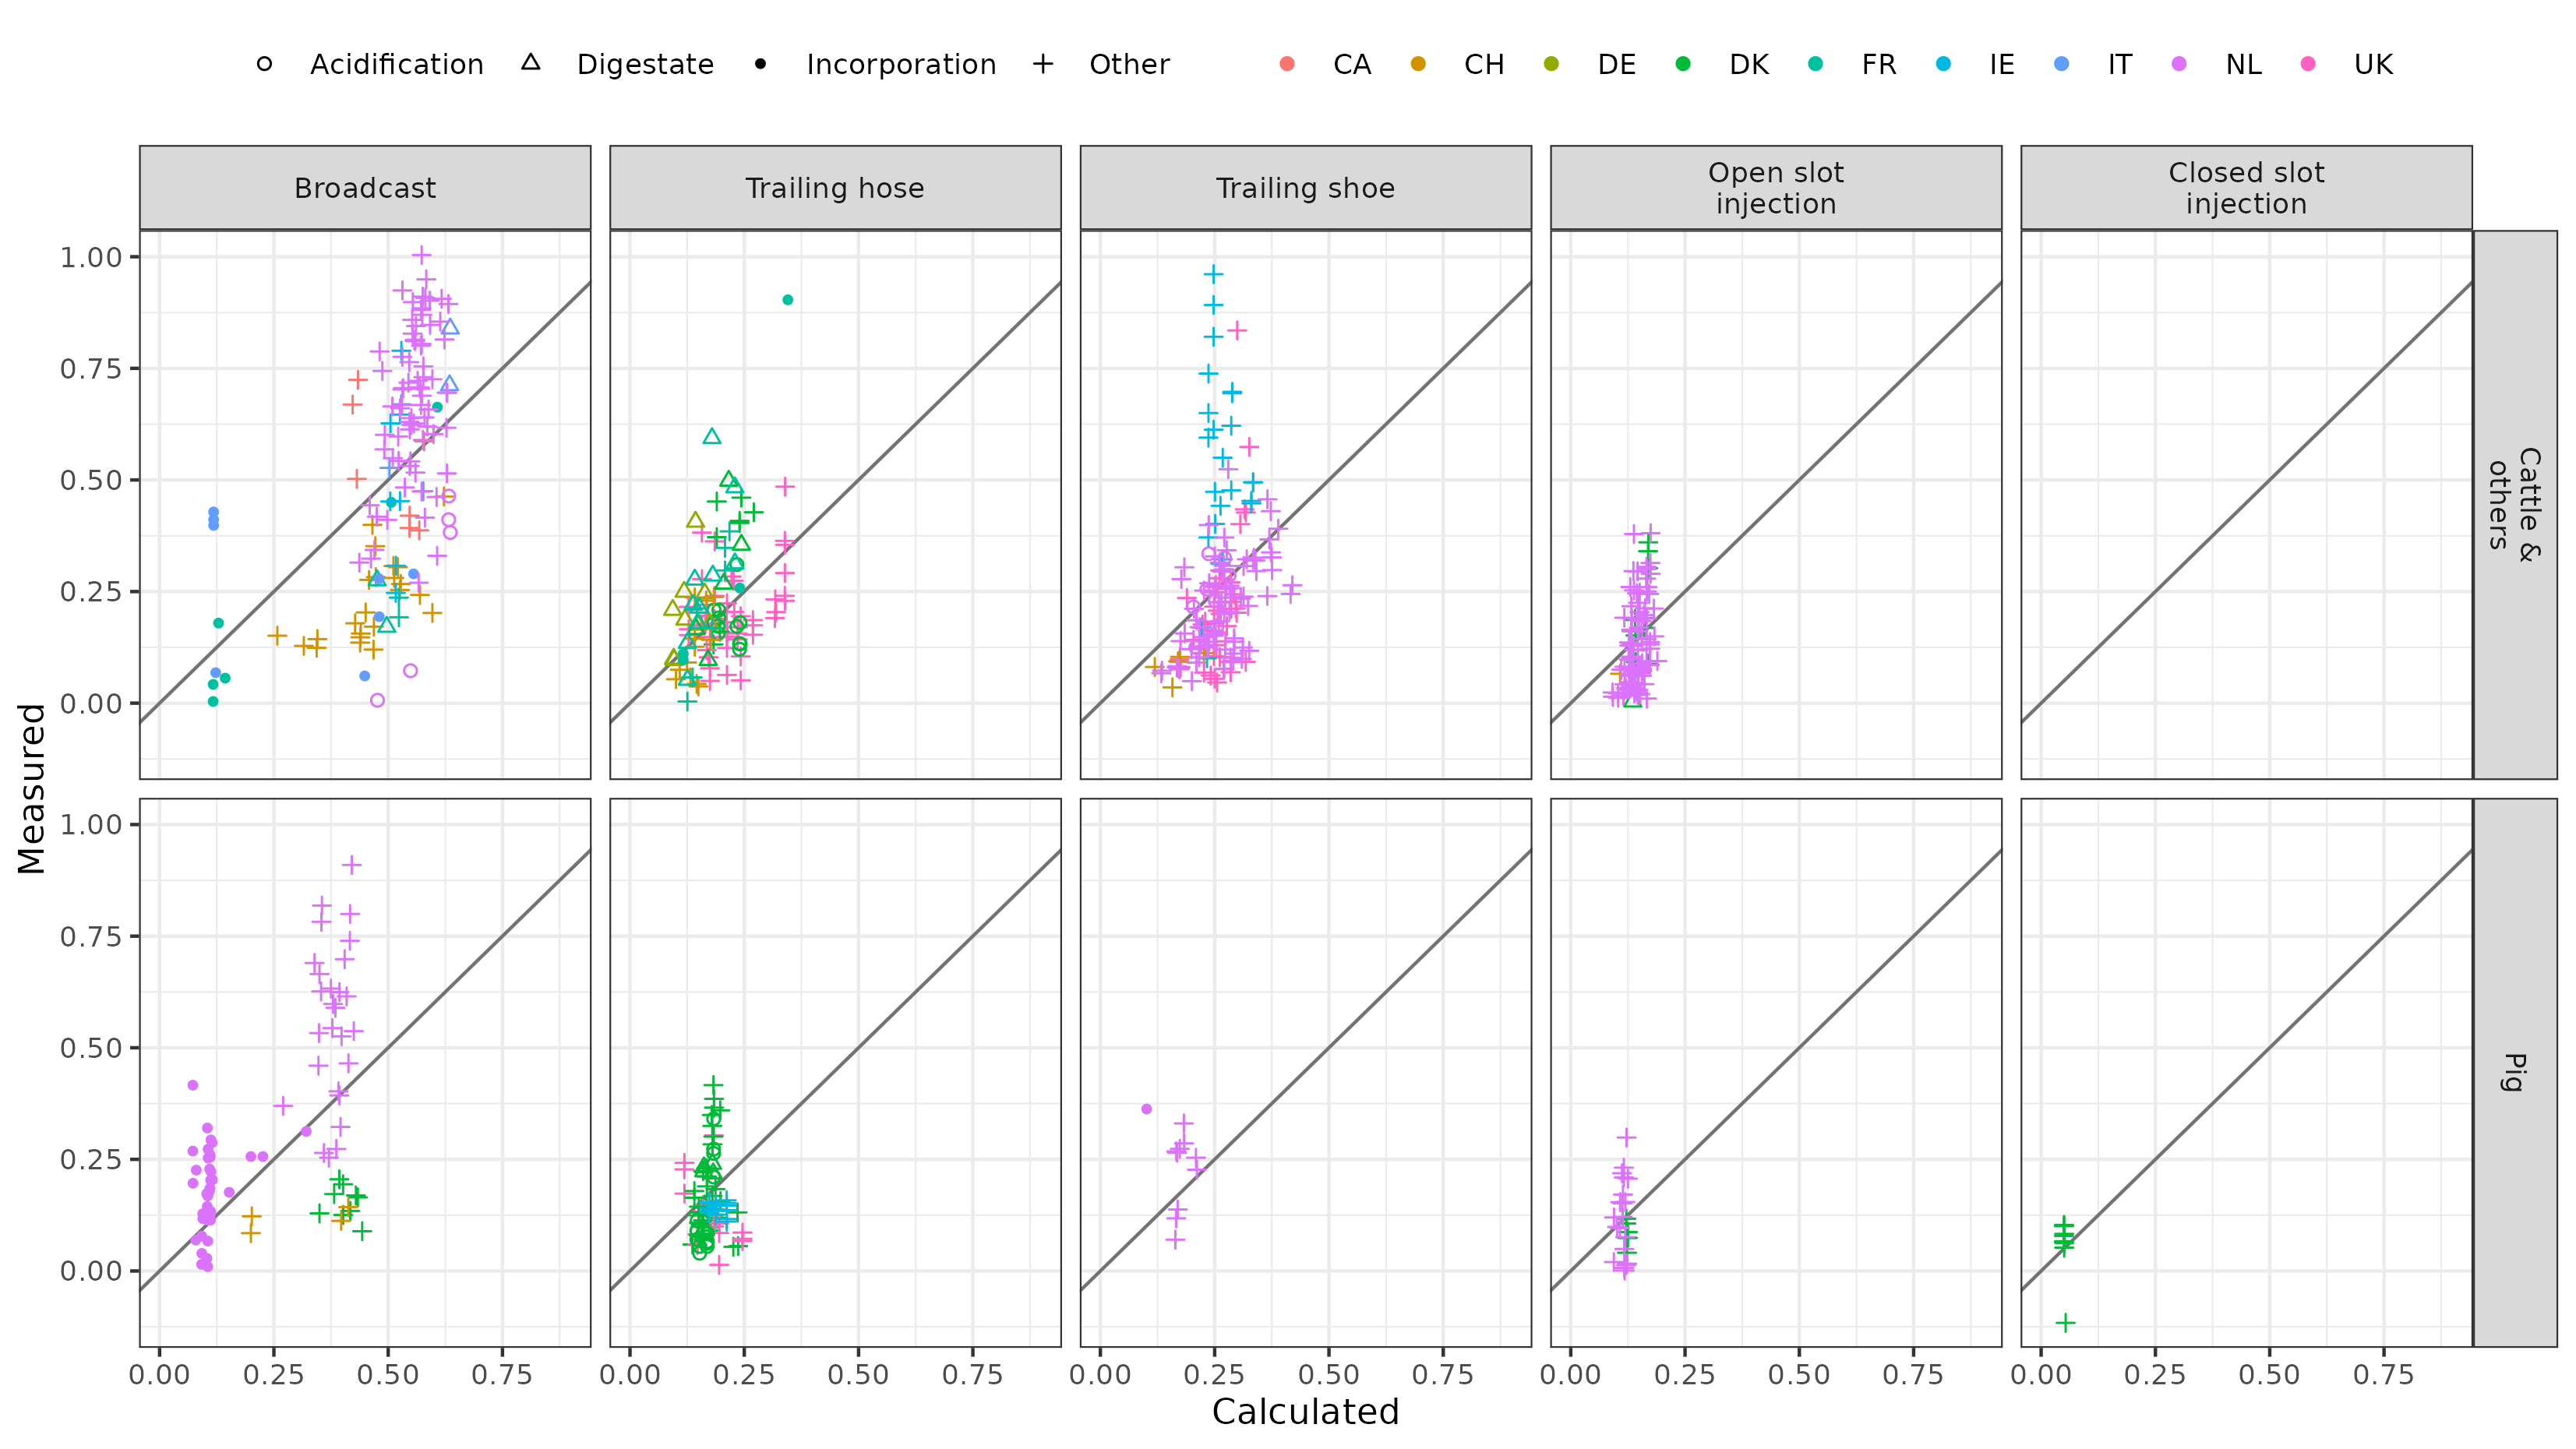 Acidification Digestate Incorporation Other CA CH DE DK FR IE IT NL UK
Broadcast
Trailing hose
Trailing shoe
Open slot
injection
Closed slot
injection
1.00
0.75
0.50
0.25
0.00
Cattle &
others
1.00
0.75
0.50
0.25
0.00
Pig
Measured
0.00 0.25 0.50 0.75 0.00 0.25 0.50 0.75 0.00 0.25 0.50 0.75 0.00 0.25 0.50 0.75 0.00 0.25 0.50 0.75
Calculated